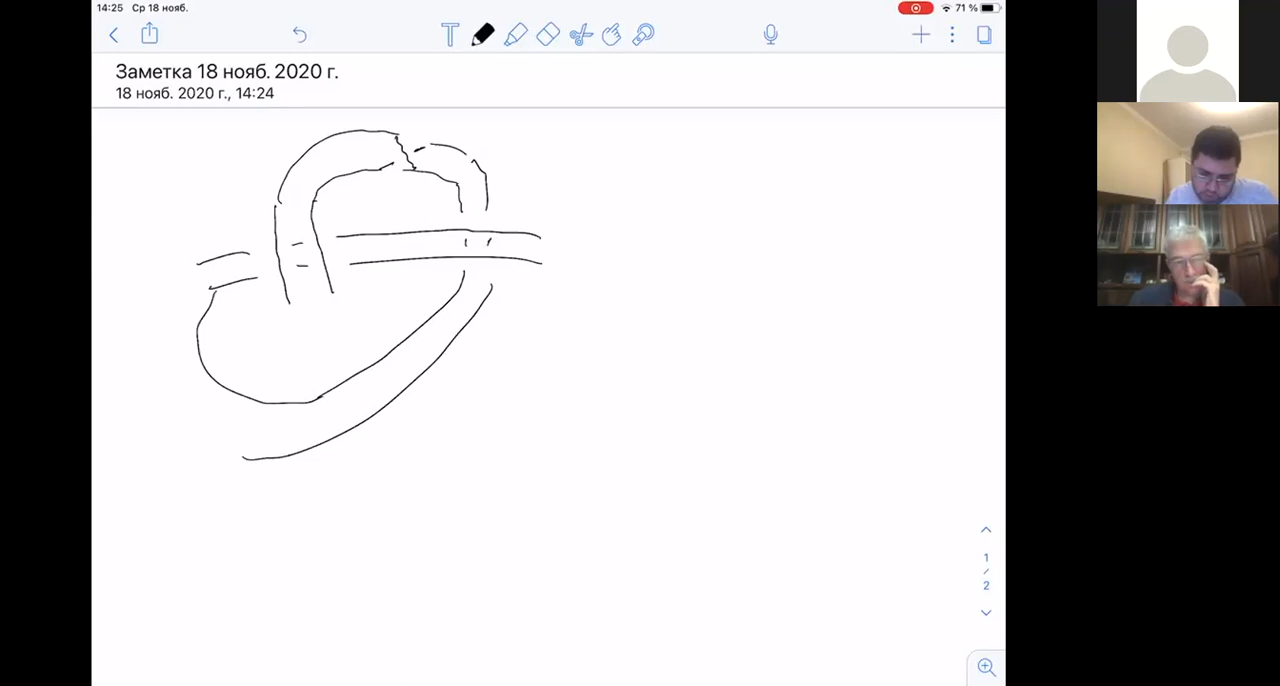 14:25 Ср 18 нояб.
71 %
T
Заметка 18 нояб. 2020 г.
18 нояб. 2020 г., 14:24
1
/
2